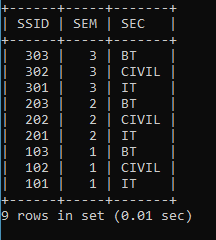 +------+------+-------+
| SSID | SEM | SEC |
+------+------+-------+
| 303 | 3 | BT |
| 302 | 3 | CIVIL |
| 301 | 3 | IT |
| 203 | 2 | BT |
| 202 | 2 | CIVIL |
| 201 | 2 | IT |
| 103 | 1 | BT |
| 102 | 1 | CIVIL |
| 101 | 1 | IT |
+------+------+-------+
9 rows in set (0.01 sec)